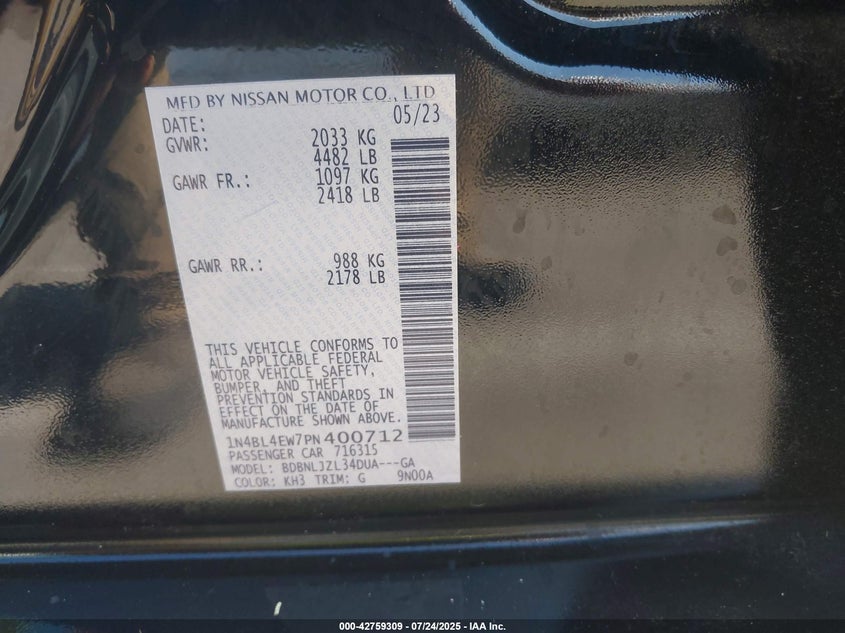 MFD BY NISSAN MOTOR CO., LTD
DATE: 05/23
GVWR: 2033 KG
4482 LB
GAWR FR.: 1097 KG
2418 LB
GAWR RR.: 988 KG
2178 LB
THIS VEHICLE CONFORMS TO
ALL APPLICABLE FEDERAL
MOTOR VEHICLE SAFETY,
BUMPER, AND THEFT
PREVENTION STANDARDS IN
EFFECT ON THE DATE OF
MANUFACTURE SHOWN ABOVE.
1N4BL4EW7PN400712
PASSENGER CAR 716315
MODEL: BDBNLJZL34DUA---GA
COLOR: KH3 TRIM: G 9N00A
000-42759309 - 07/24/2025 - IAA Inc.